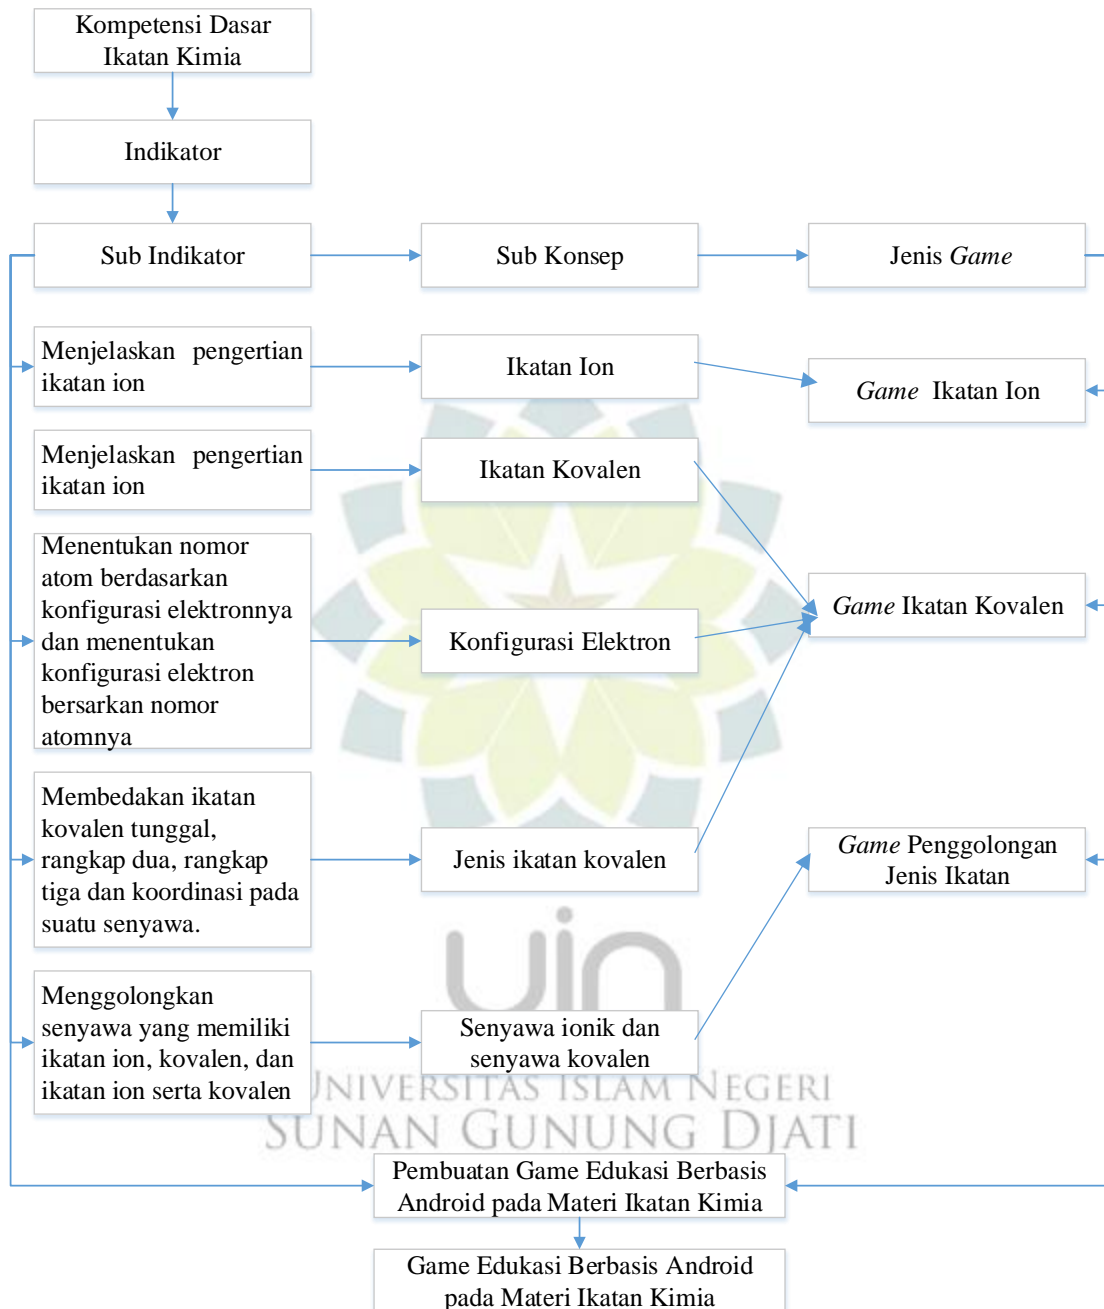 Kompetensi Dasar
Ikatan Kimia
Indikator
Sub Indikator
Sub Konsep
Jenis Game
Menjelaskan pengertian
ikatan ion
Ikatan Ion
Game Ikatan Ion
Menjelaskan pengertian
ikatan ion
Ikatan Kovalen
Menentukan nomor
atom berdasarkan
konfigurasi elektronnya
dan menentukan
konfigurasi elektron
bersarkan nomor
atomnya
Konfigurasi Elektron
Game Ikatan Kovalen
Membedakan ikatan
kovalen tunggal,
rangkap dua, rangkap
tiga dan koordinasi pada
suatu senyawa.
Jenis ikatan kovalen
Game Penggolongan
Jenis Ikatan
Menggolongkan
senyawa yang memiliki
ikatan ion, kovalen, dan
ikatan ion serta kovalen
Senyawa ionik dan
senyawa kovalen
uin
UNIVERSITAS ISLAM NEGERI
SUNAN GUNUNG DJATI
Pembuatan Game Edukasi Berbasis
Android pada Materi Ikatan Kimia
Game Edukasi Berbasis Android
pada Materi Ikatan Kimia